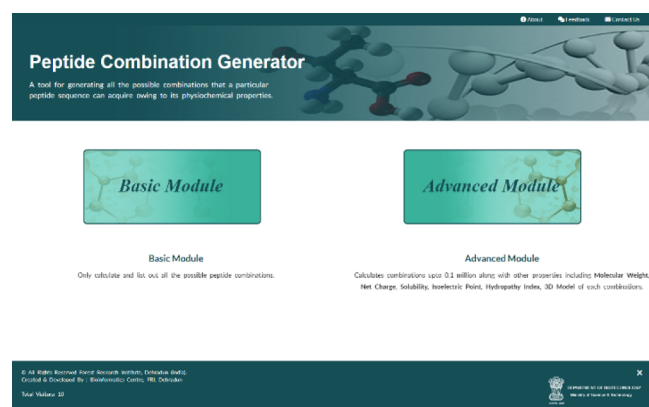 About Feedback Contact Us
Peptide Combination Generator
A tool for generating all the possible combinations that a particular
peptide sequence can acquire owing to its physiochemical properties.
Basic Module
Advanced Module
Basic Module
Only calculate and list out all the possible peptide combinations.
Advanced Module
Calculates combinations upto 0.1 million along with other properties including Molecular Weight,
Net Charge, Solubility, Isoelectric Point, Hydropathy Index, 3D Model of each combinations.
© All Rights Reserved Forest Research Institute, Dehradun (India).
Created & Developed By : Bioinformatics Centre, FRI, Dehradun
Total Visitors: 10
DEPARTMENT OF BIOTECHNOLOGY
Ministry of Science & Technology